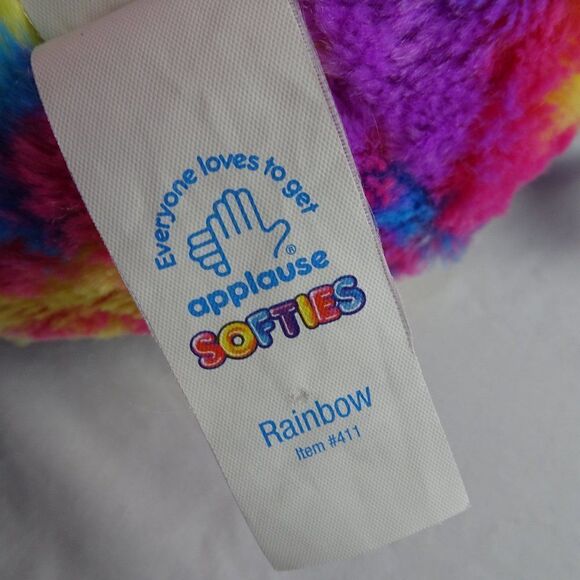 Everyone loves to get
applause®
SOFTIES
Rainbow
Item #411